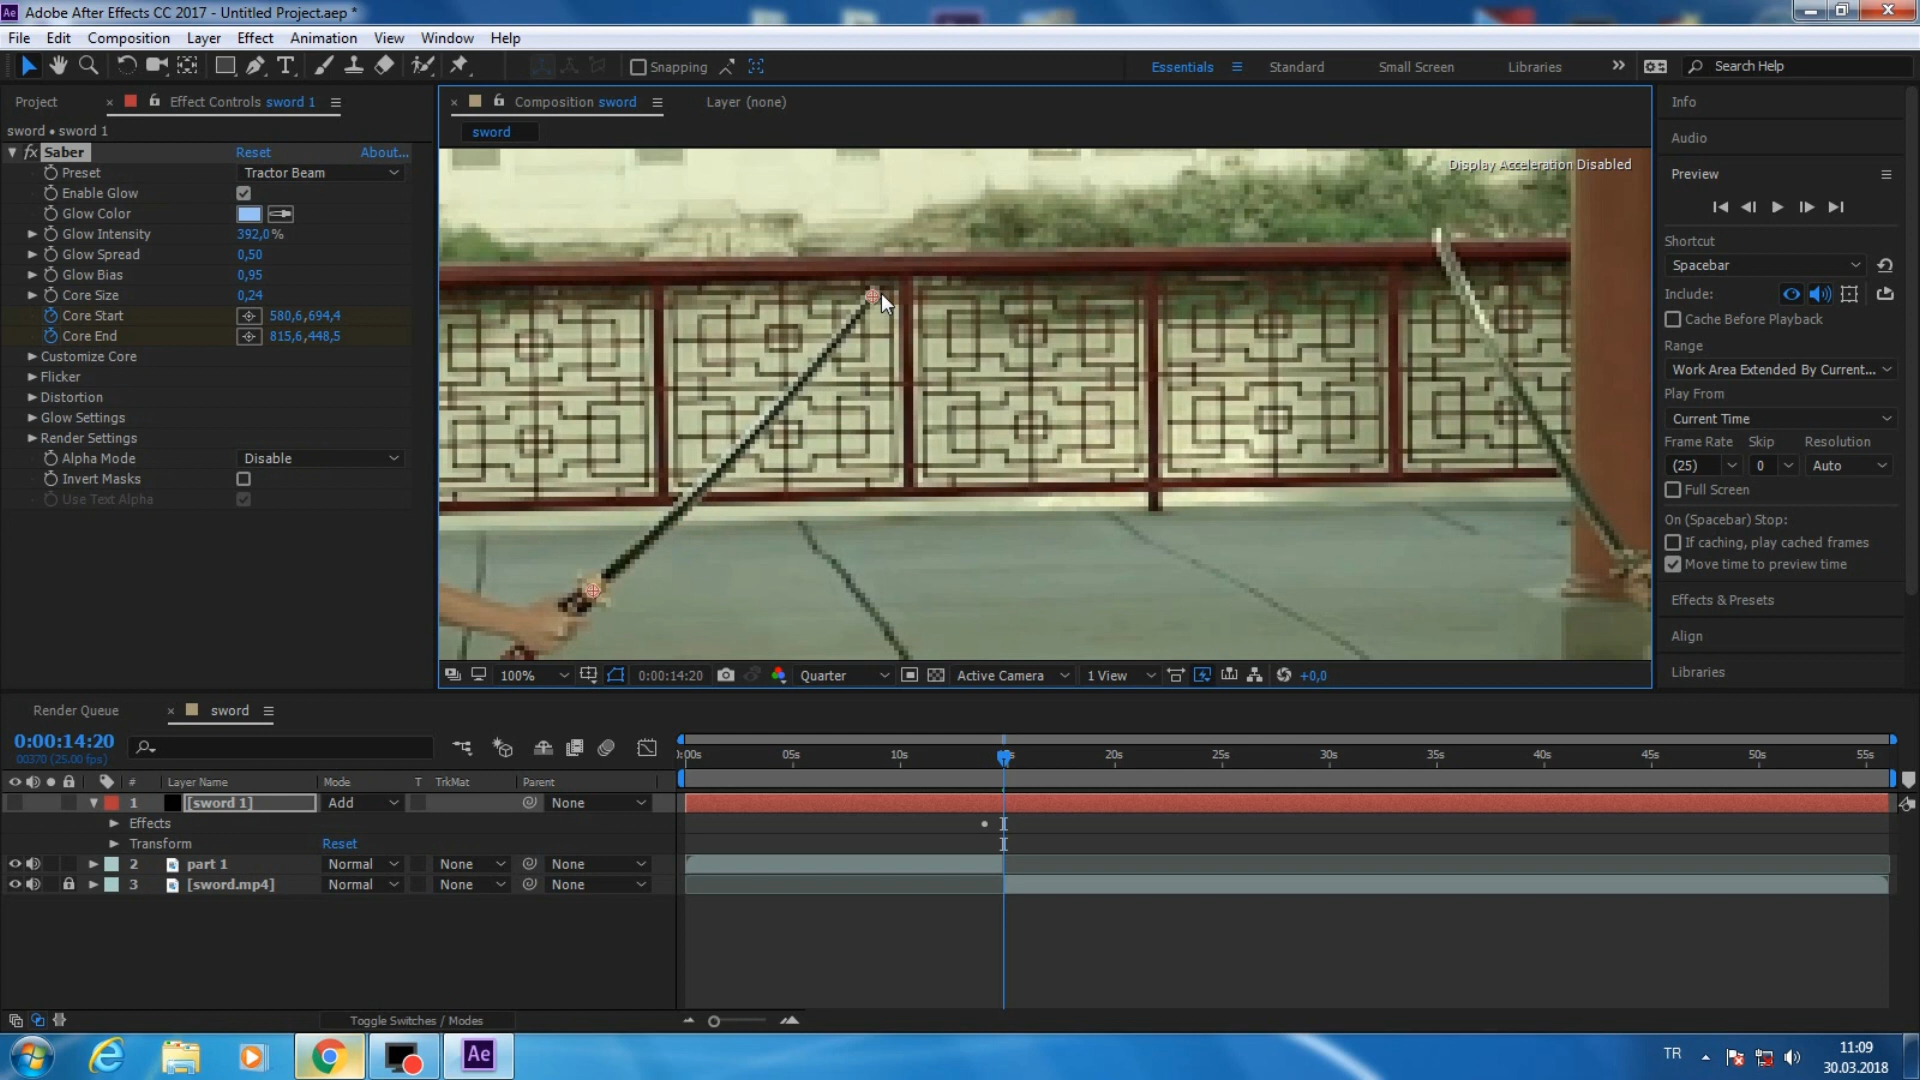 Adobe After Effects CC 2017 - Untitled Project.aep *
File Edit Composition Layer Effect Animation View Window Help
Snapping Essentials Standard Small Screen Libraries Search Help
Project Effect Controls sword 1 Composition sword Layer (none) Info
sword • sword 1 sword
fx Saber Reset About... Display Acceleration Disabled Audio
Preset Tractor Beam Preview
Enable Glow
Glow Color
Glow Intensity 392,0%
Glow Spread 0,50
Glow Bias 0,95
Core Size 0,24
Core Start 580,6,694,4
Core End 815,6,448,5
Customize Core
Flicker
Distortion
Glow Settings
Render Settings
Alpha Mode Disable
Invert Masks
Use Text Alpha
Shortcut
Spacebar
Include:
Cache Before Playback
Range
Work Area Extended By Current...
Play From
Current Time
Frame Rate Skip Resolution
(25) 0 Auto
Full Screen
On (Spacebar) Stop:
If caching, play cached frames
Move time to preview time
Effects & Presets
Align
Libraries
100% 0:00:14:20 Quarter Active Camera 1 View +0,0
Render Queue sword
0:00:14:20
00370 (25.00 fps)
:00s 05s 10s 20s 25s 30s 35s 40s 45s 50s 55s
# Layer Name Mode T TrkMat Parent
1 [sword 1] Add None
Effects
Transform Reset
2 part 1 Normal None None
3 [sword.mp4] Normal None None
Toggle Switches / Modes
Ae
TR 11:09
30.03.2018